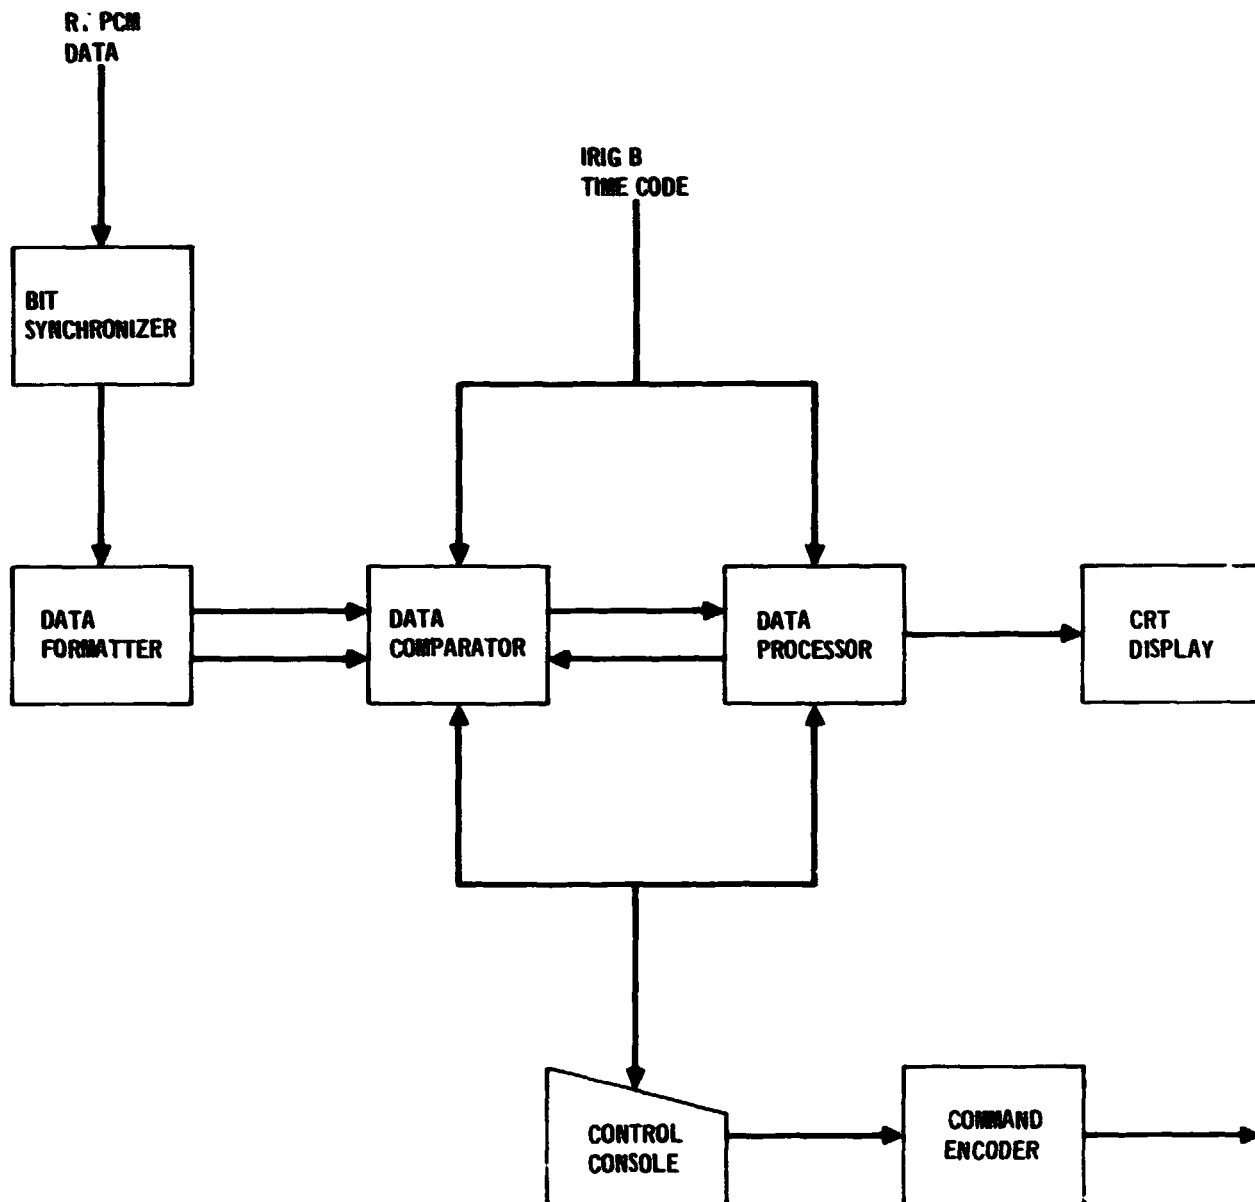 PCM
DATA
IRIG B
TIME CODE
BIT
SYNCHRONIZER
DATA
FORMATTER
DATA
COMPARATOR
DATA
PROCESSOR
CRT
DISPLAY
CONTROL
CONSOLE
COMMAND
ENCODER